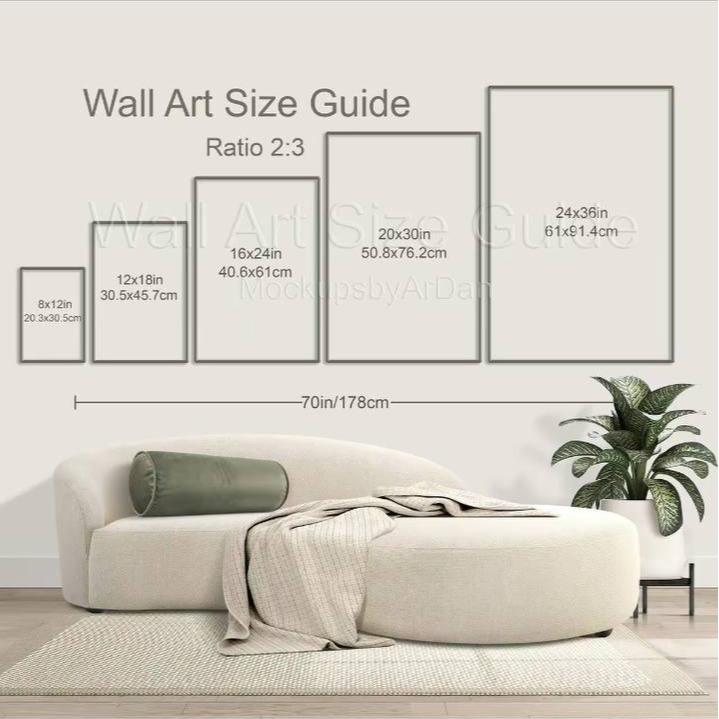 Wall Art Size Guide
Ratio 2:3
8x12in
20.3x30.5cm
12x18in
30.5x45.7cm
16x24in
40.6x61cm
20x30in
50.8x76.2cm
24x36in
61x91.4cm
Wall Art Size Guide
MockupsbyArDan
70in/178cm